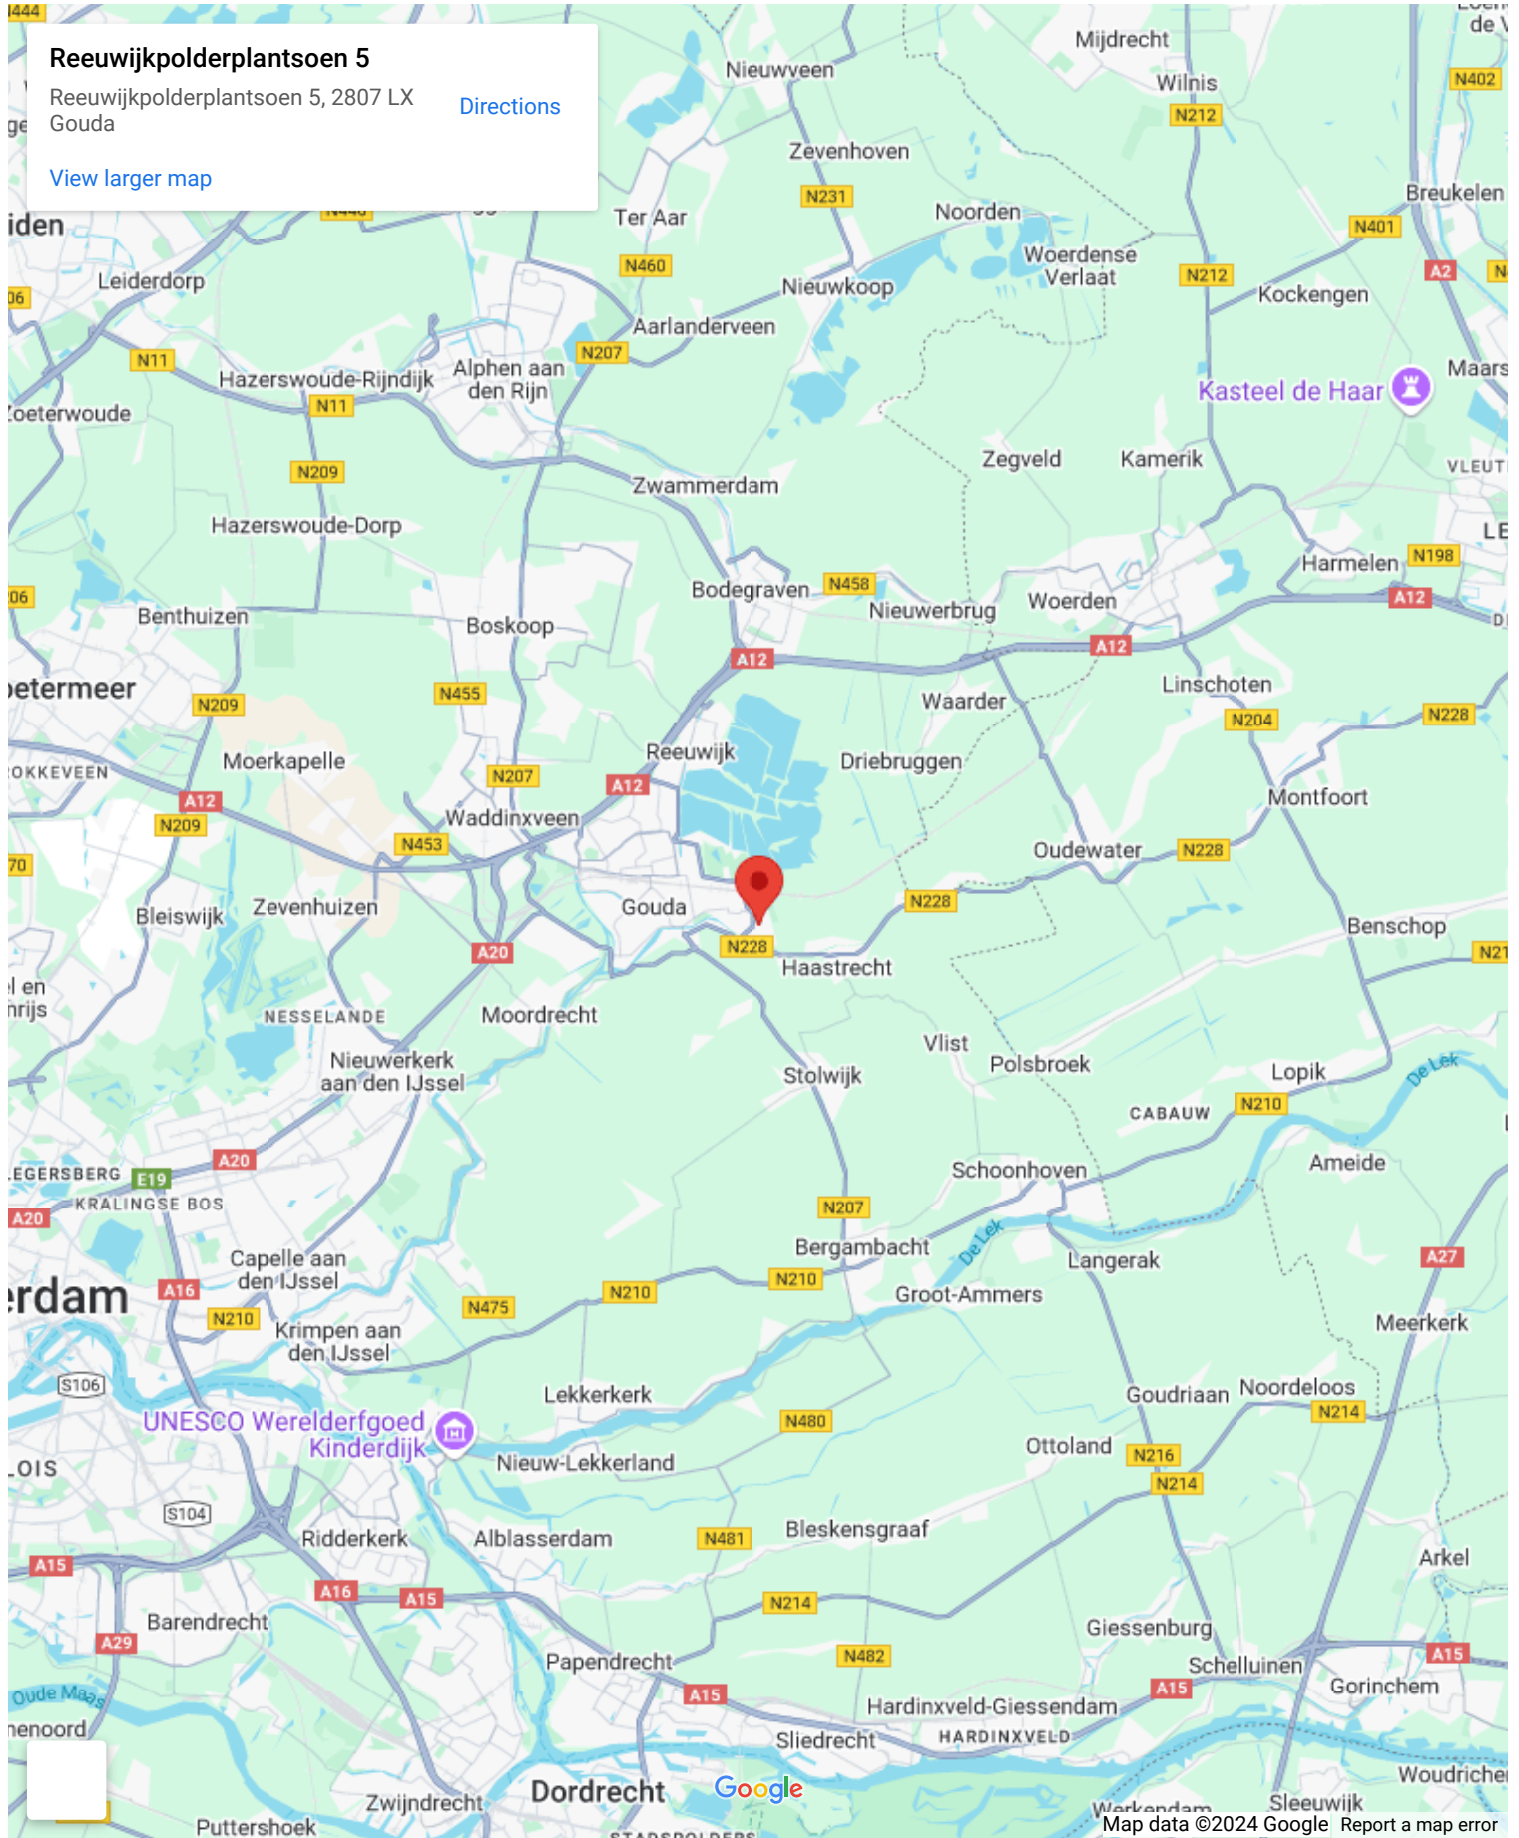 Reeuwijkpolderplantsoen 5
Reeuwijkpolderplantsoen 5, 2807 LX
Gouda
Directions
View larger map
Mijdrecht
Nieuwveen
Wilnis
N402
N212
Zevenhoven
N231
Breukelen
Ter Aar
Noorden
N401
Woerdense
Verlaat
N460
A2
Leiderdorp
N212
Nieuwkoop
Kockengen
Aarlanderveen
N207
N11
Alphen aan
den Rijn
Hazerswoude-Rijndijk
Kasteel de Haar
N11
Zoeterwoude
Zegveld
Kamerik
N209
Zwammerdam
Hazerswoude-Dorp
N198
Harmelen
Bodegraven
N458
A12
Nieuwerbrug
Woerden
Benthuizen
Boskoop
A12
A12
Linschoten
N455
Waarder
N209
N204
N228
Reeuwijk
Moerkapelle
Driebruggen
N207
A12
Montfoort
A12
Waddinxveen
N209
N453
Oudewater
N228
N228
Zevenhuizen
Gouda
Bleiswijk
Benschop
N228
A20
Haastrecht
NESSELANDE
Moordrecht
Vlist
Nieuwerkerk
aan den IJssel
Polsbroek
Stolwijk
Lopik
De Lek
N210
CABAUW
A20
Ameide
Schoonhoven
E19
KRALINGSE BOS
N207
A20
De Lek
Bergambacht
Capelle aan
den IJssel
Langerak
A27
N210
A16
N210
Groot-Ammers
N475
N210
Krimpen aan
den IJssel
Meerkerk
S106
Lekkerkerk
Goudriaan
Noordeloos
N214
UNESCO Werelderfgoed
Kinderdijk
N480
Ottoland
N216
Nieuw-Lekkerland
N214
S104
Bleskensgraaf
Ridderkerk
Alblasserdam
N481
Arkel
A15
A16
A15
N214
Barendrecht
Giessenburg
A29
N482
A15
Papendrecht
Schelluinen
A15
Gorinchem
Oude Maas
A15
Hardinxveld-Giessendam
HARDINXVELD
Sliedrecht
Dordrecht
Google
Zwijndrecht
Sleeuwijk
Werkendam
Puttershoek
Map data ©2024 Google
Report a map error